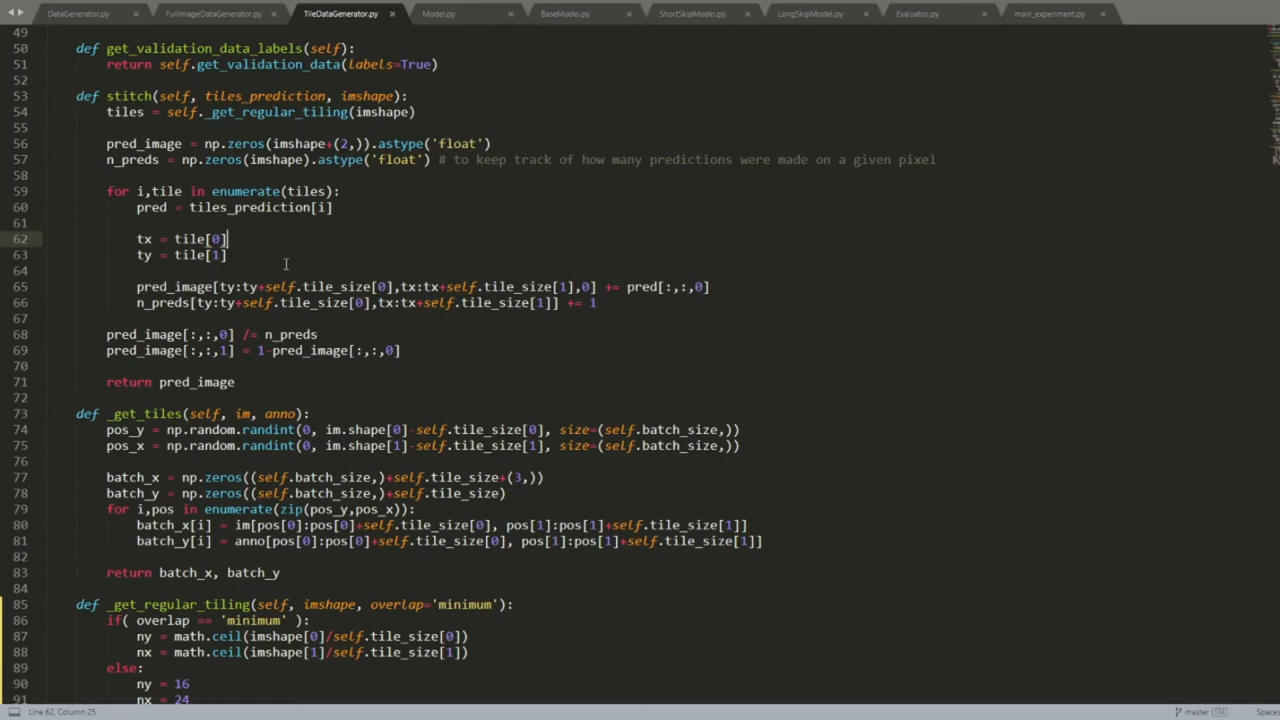 DataGenerator.py
FullImageDataGenerator.py
TileDataGenerator.py
Model.py
BaseModel.py
ShortSkipModel.py
LongSkipModel.py
Evaluator.py
main_experiment.py
49
50 def get_validation_data_labels(self):
51 return self.get_validation_data(labels=True)
52
53 def stitch(self, tiles_prediction, imshape):
54 tiles = self._get_regular_tiling(imshape)
55
56 pred_image = np.zeros(imshape+(2,)).astype('float')
57 n_preds = np.zeros(imshape).astype('float') # to keep track of how many predictions were made on a given pixel
58
59 for i,tile in enumerate(tiles):
60 pred = tiles_prediction[i]
61
62 tx = tile[0]
63 ty = tile[1]
64
65 pred_image[ty:ty+self.tile_size[0],tx:tx+self.tile_size[1],0] += pred[:,:,0]
66 n_preds[ty:ty+self.tile_size[0],tx:tx+self.tile_size[1]] += 1
67
68 pred_image[:,:,0] /= n_preds
69 pred_image[:,:,1] = 1-pred_image[:,:,0]
70
71 return pred_image
72
73 def _get_tiles(self, im, anno):
74 pos_y = np.random.randint(0, im.shape[0]-self.tile_size[0], size=(self.batch_size,))
75 pos_x = np.random.randint(0, im.shape[1]-self.tile_size[1], size=(self.batch_size,))
76
77 batch_x = np.zeros((self.batch_size,)+self.tile_size+(3,))
78 batch_y = np.zeros((self.batch_size,)+self.tile_size)
79 for i,pos in enumerate(zip(pos_y,pos_x)):
80 batch_x[i] = im[pos[0]:pos[0]+self.tile_size[0], pos[1]:pos[1]+self.tile_size[1]]
81 batch_y[i] = anno[pos[0]:pos[0]+self.tile_size[0], pos[1]:pos[1]+self.tile_size[1]]
82
83 return batch_x, batch_y
84
85 def _get_regular_tiling(self, imshape, overlap='minimum'):
86 if( overlap == 'minimum' ):
87 ny = math.ceil(imshape[0]/self.tile_size[0])
88 nx = math.ceil(imshape[1]/self.tile_size[1])
89 else:
90 ny = 16
91 nx = 24
Line 62, Column 25
master
Spaces